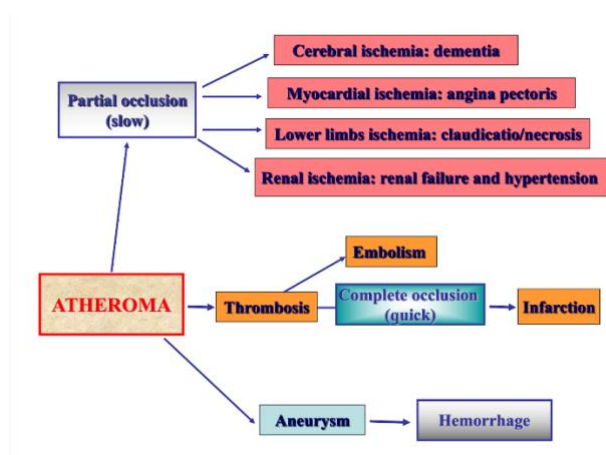 Cerebral ischemia: dementia
Partial occlusion
(slow)
Myocardial ischemia: angina pectoris
Lower limbs ischemia: claudicatio/necrosis
Renal ischemia: renal failure and hypertension
Embolism
ATHEROMA
Thrombosis
Complete occlusion
(quick)
Infarction
Aneurysm
Hemorrhage